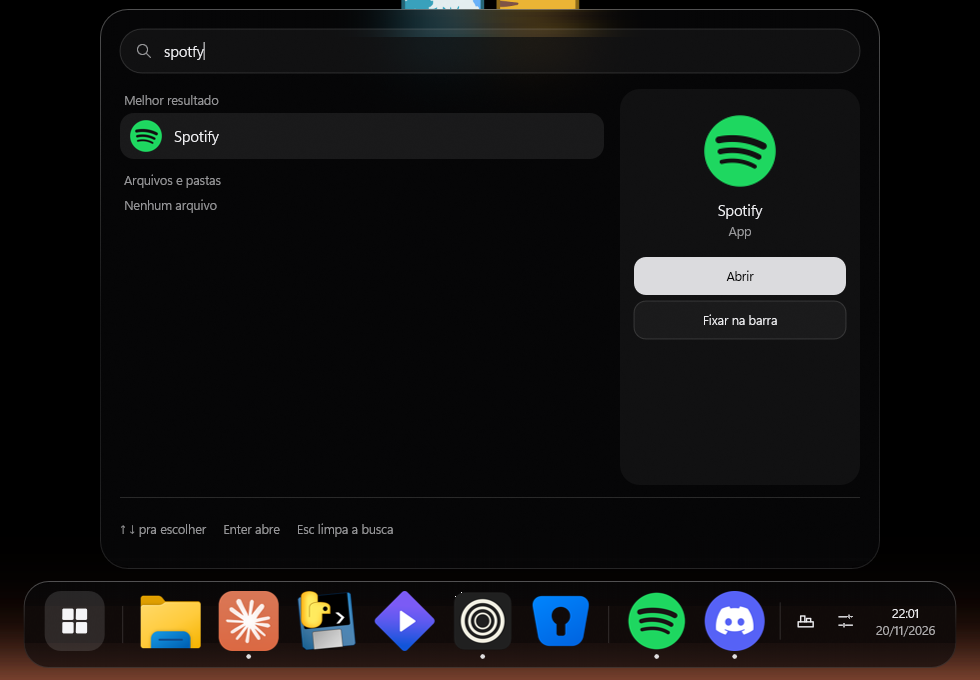 spotfy
Melhor resultado
Spotify
Arquivos e pastas
Nenhum arquivo
Spotify
App
Abrir
Fixar na barra
↑↓ pra escolher Enter abre Esc limpa a busca
22:01
20/11/2026